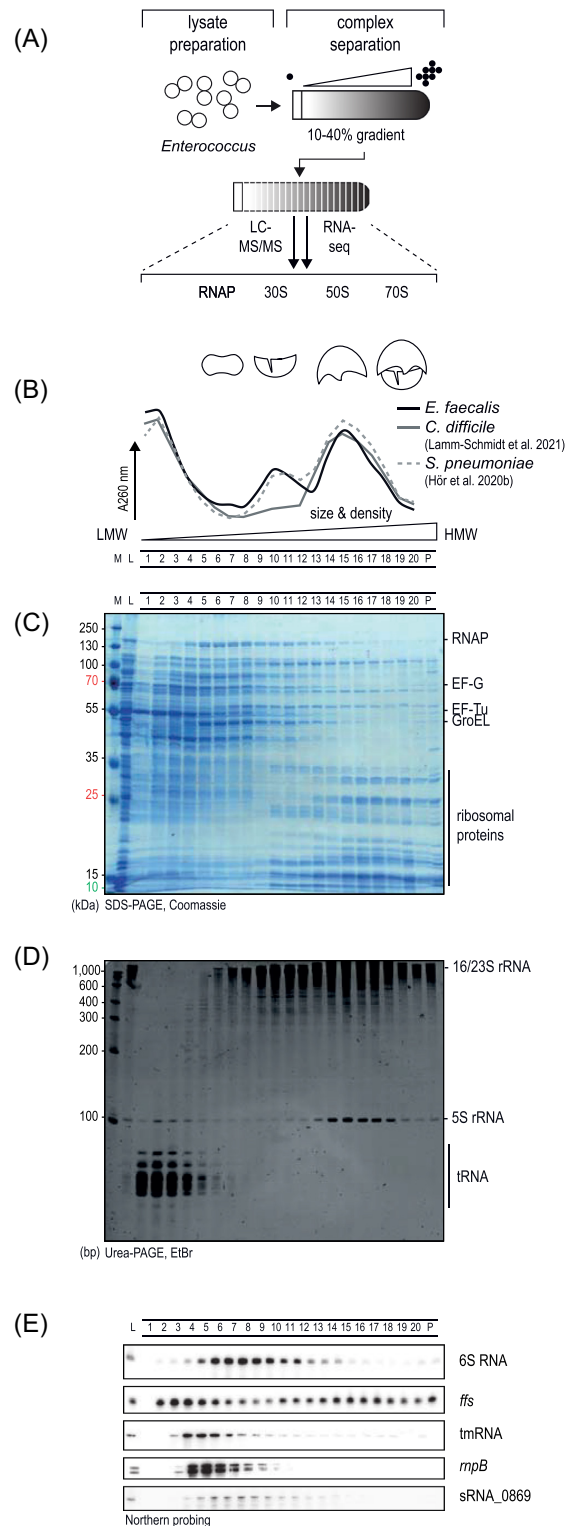 (A)
lysate
preparation
complex
separation
Enterococcus
10-40% gradient
LC-
MS/MS
RNA-
seq
RNAP 30S 50S 70S
(B)
A260 nm
E. faecalis
C. difficile
(Lamm-Schmidt et al. 2021)
S. pneumoniae
(Hör et al. 2020b)
size & density
LMW HMW
M L 1 2 3 4 5 6 7 8 9 10 11 12 13 14 15 16 17 18 19 20 P
(C)
M L 1 2 3 4 5 6 7 8 9 10 11 12 13 14 15 16 17 18 19 20 P
250
130
100
70
55
35
25
15
10
RNAP
EF-G
EF-Tu
GroEL
ribosomal
proteins
(kDa) SDS-PAGE, Coomassie
(D)
1,000
600
400
300
200
100
16/23S rRNA
5S rRNA
tRNA
(bp) Urea-PAGE, EtBr
(E)
L 1 2 3 4 5 6 7 8 9 10 11 12 13 14 15 16 17 18 19 20 P
6S RNA
ffs
tmRNA
rnpB
sRNA_0869
Northern probing